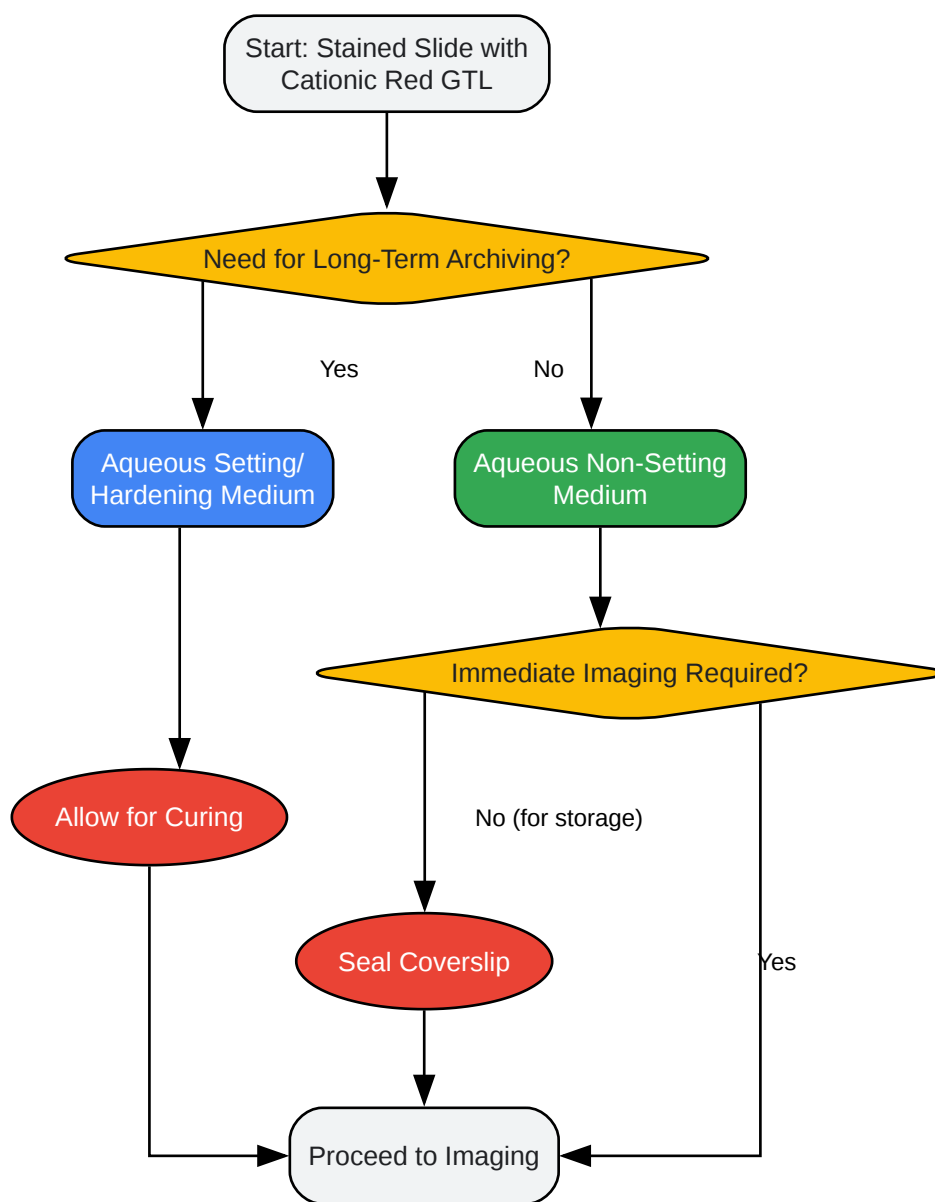 Start: Stained Slide with
Cationic Red GTL
Need for Long-Term Archiving?
Yes
No
Aqueous Setting/
Hardening Medium
Aqueous Non-Setting
Medium
Immediate Imaging Required?
Allow for Curing
No (for storage)
Seal Coverslip
Yes
Proceed to Imaging